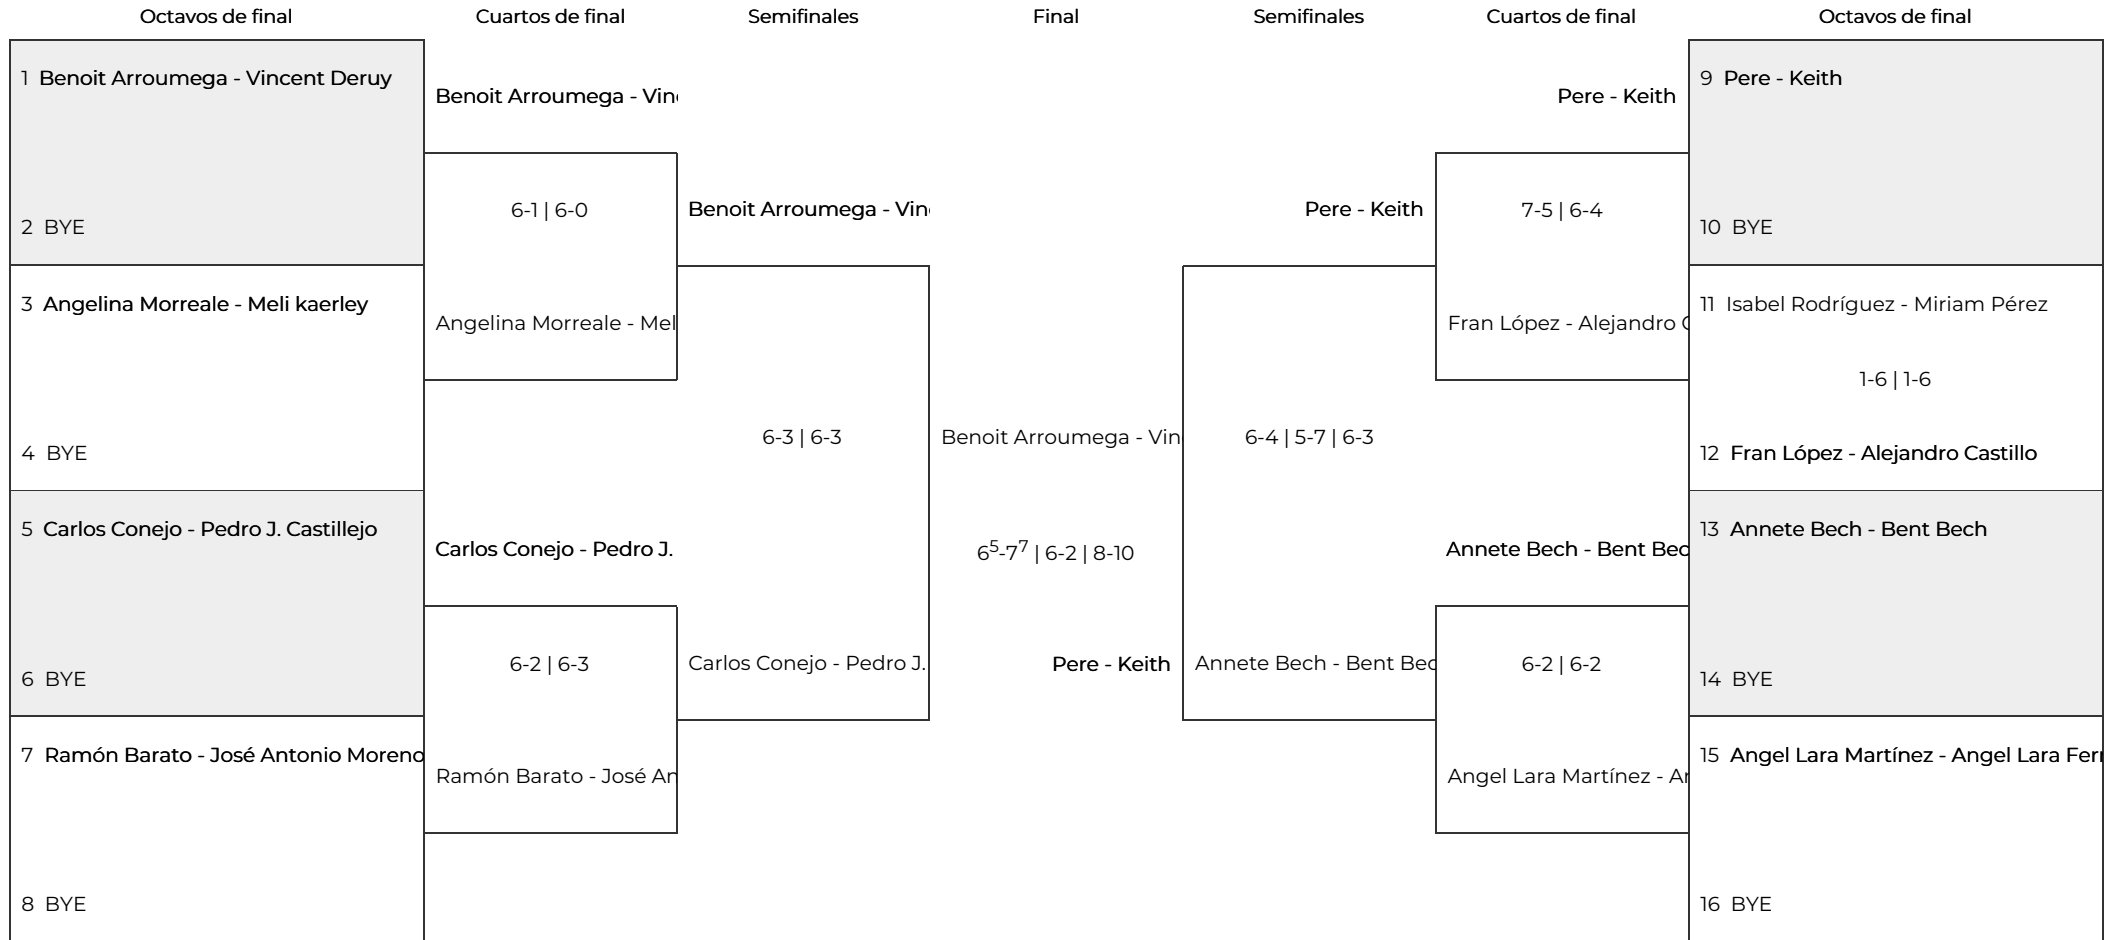 Octavos de final
Cuartos de final
Semifinales
Final
Semifinales
Cuartos de final
Octavos de final
1 Benoit Arroumega - Vincent Deruy
2 BYE
3 Angelina Morreale - Meli kaerley
4 BYE
5 Carlos Conejo - Pedro J. Castillejo
6 BYE
7 Ramón Barato - José Antonio Moreno
8 BYE
Benoit Arroumega - Vin
6-1 | 6-0
Angelina Morreale - Mel
Carlos Conejo - Pedro J.
6-2 | 6-3
Ramón Barato - José An
Benoit Arroumega - Vin
6-3 | 6-3
Carlos Conejo - Pedro J.
Benoit Arroumega - Vin
6⁵-7⁷ | 6-2 | 8-10
Pere - Keith
Pere - Keith
6-4 | 5-7 | 6-3
Annete Bech - Bent Bec
Pere - Keith
7-5 | 6-4
Fran López - Alejandro C
Annete Bech - Bent Bec
6-2 | 6-2
Angel Lara Martínez - An
9 Pere - Keith
10 BYE
11 Isabel Rodríguez - Miriam Pérez
1-6 | 1-6
12 Fran López - Alejandro Castillo
13 Annete Bech - Bent Bech
14 BYE
15 Angel Lara Martínez - Angel Lara Fer
16 BYE